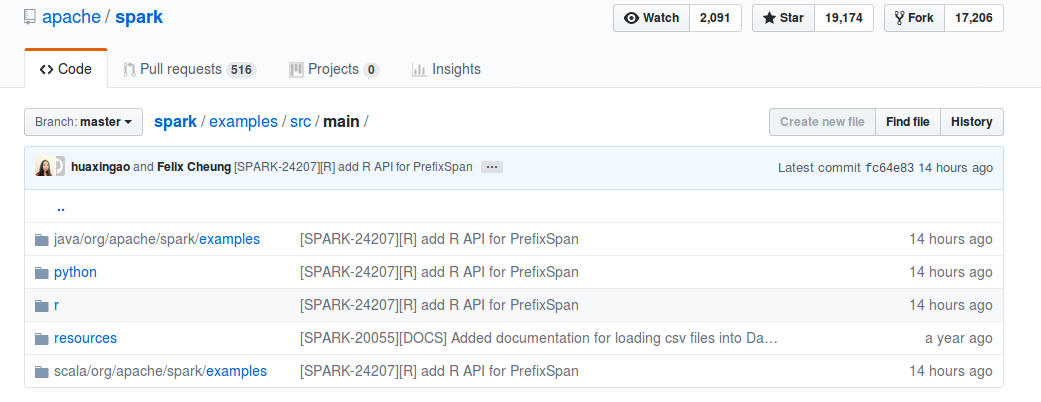 apache / spark Watch 2,091 Star 19,174 Fork 17,206
Code Pull requests 516 Projects 0 Insights
Branch: master spark / examples / src / main / Create new file Find file History
huaxingao and Felix Cheung [SPARK-24207][R] add R API for PrefixSpan ... Latest commit fc64e83 14 hours ago
..
java/org/apache/spark/examples [SPARK-24207][R] add R API for PrefixSpan 14 hours ago
python [SPARK-24207][R] add R API for PrefixSpan 14 hours ago
r [SPARK-24207][R] add R API for PrefixSpan 14 hours ago
resources [SPARK-20055][DOCS] Added documentation for loading csv files into Da… a year ago
scala/org/apache/spark/examples [SPARK-24207][R] add R API for PrefixSpan 14 hours ago